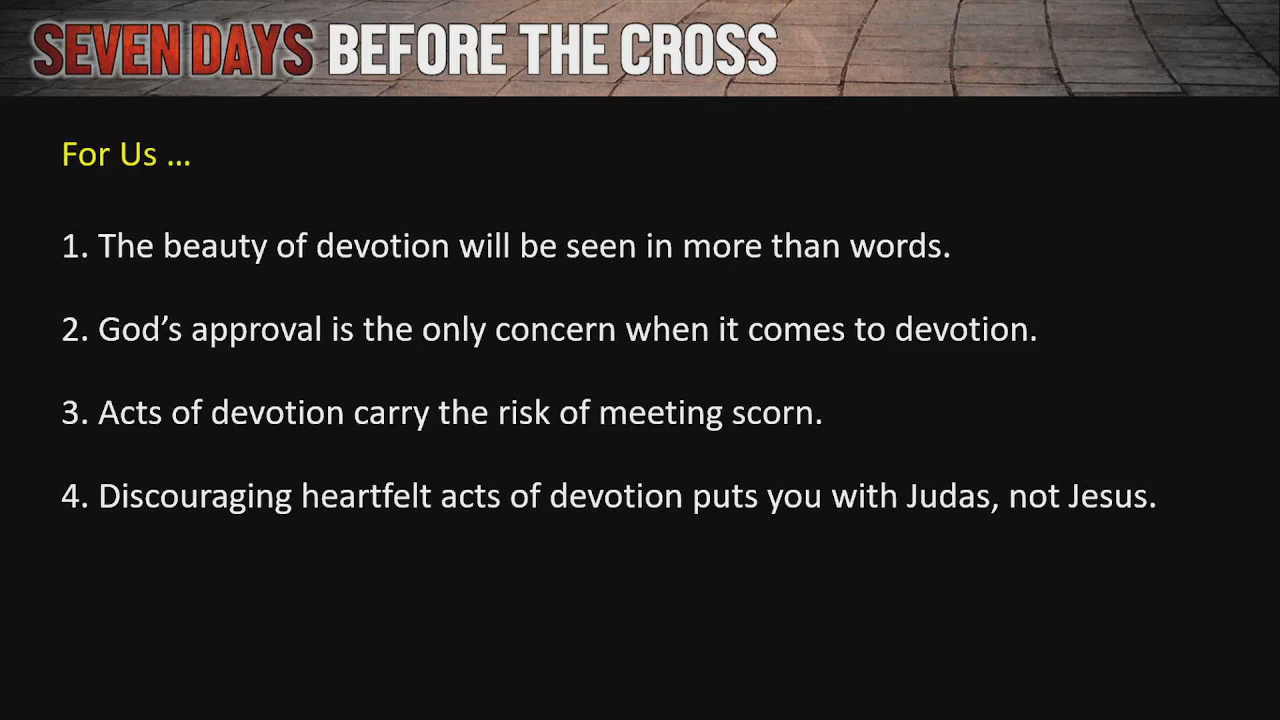 SEVEN DAYS BEFORE THE CROSS
For Us ...
1. The beauty of devotion will be seen in more than words.
2. God’s approval is the only concern when it comes to devotion.
3. Acts of devotion carry the risk of meeting scorn.
4. Discouraging heartfelt acts of devotion puts you with Judas, not Jesus.